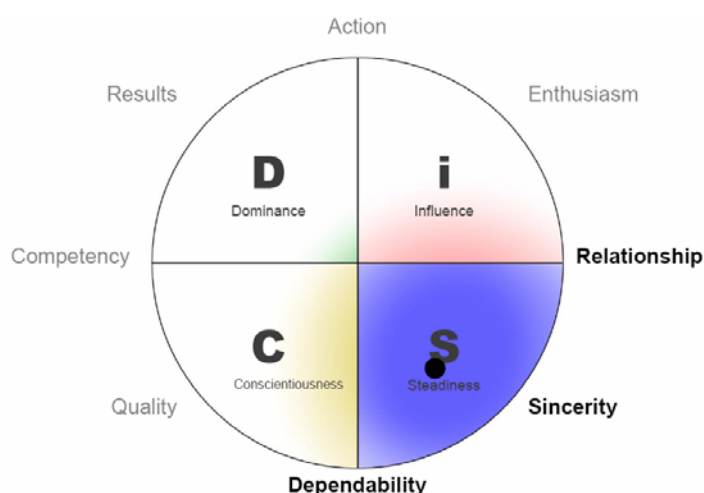 Action
Results
Enthusiasm
D
Dominance
i
Influence
Competency
Relationship
C
Conscientiousness
S
Steadiness
Quality
Sincerity
Dependability